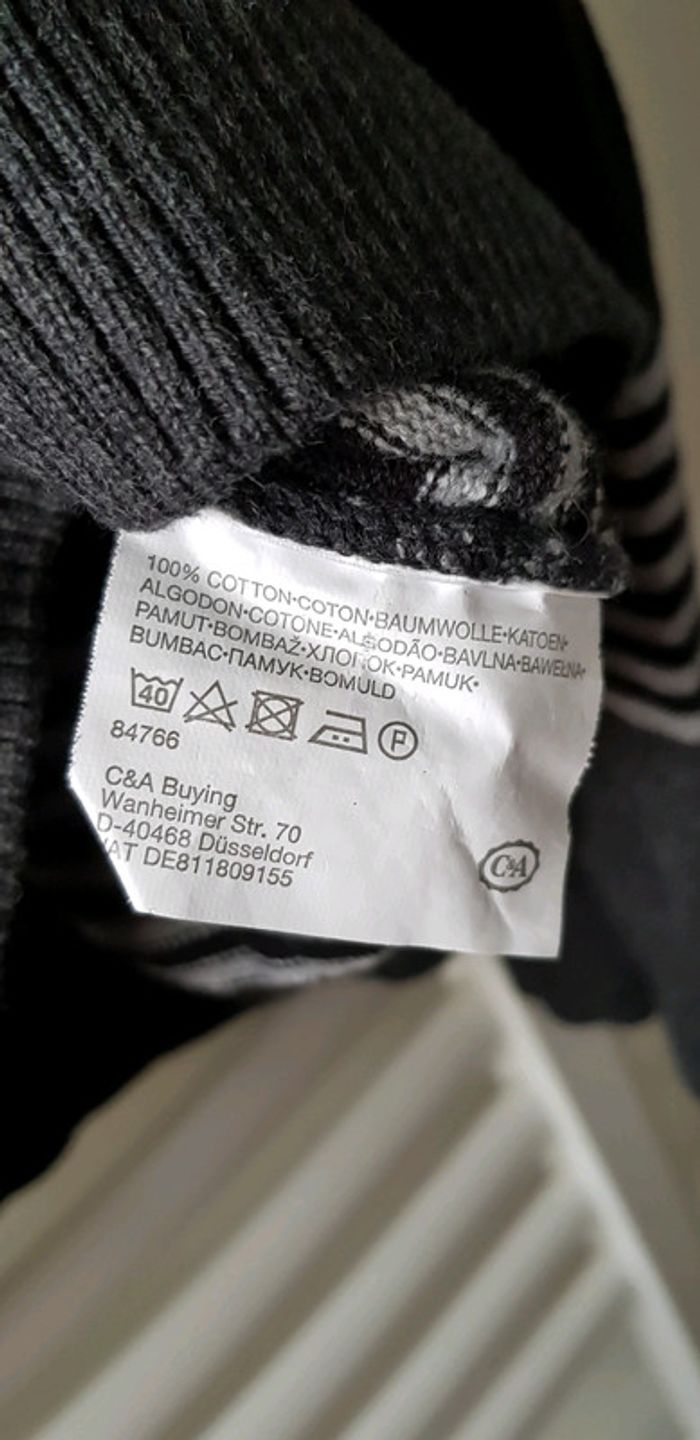 100% COTTON•COTON•BAUMWOLLE•KATOEN•
ALGODON•COTONE•ALGODÃO•BAVLNA•BAWEŁNA•
PAMUT•BOMBAŽ•ХЛОПОК•PAMUK•
BUMBAC•ПАМУК•BOMULD
40
P
84766
C&A Buying
Wanheimer Str. 70
D-40468 Düsseldorf
VAT DE811809155
C&A